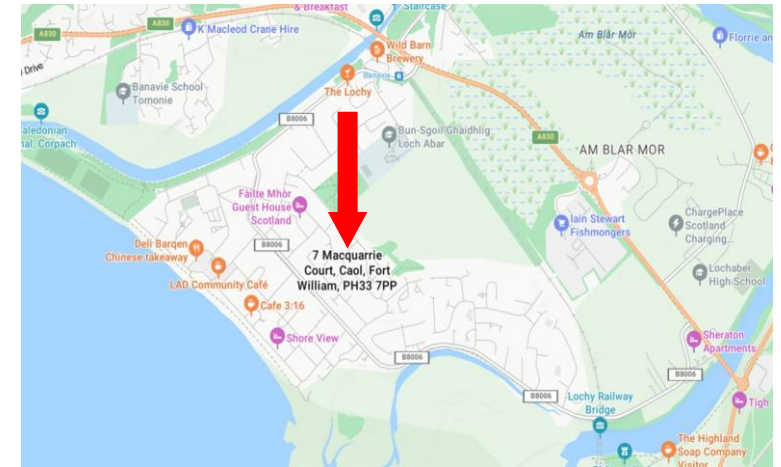 & Breakfast
Staircase
A830
A830
K Macleod Crane Hire
Wild Barn
Brewery
Am Blàr Mòr
Florrie an
Drive
Banavie School
Tomonie
The Lochy
Banavie
B8006
aledonian
nal, Corpach
Bun-Sgoil Ghaidhlig
Loch Abar
A830
AM BLAR MOR
Fàilte Mhòr
Guest House
Scotland
Iain Stewart
Fishmongers
ChargePlace
Scotland
Charging...
Deli Barqen
Chinese takeaway
B8006
7 Macquarrie
Court, Caol, Fort
William, PH33 7PP
LAD Community Café
Lochaber
High School
Cafe 3:16
Shore View
Sheraton
Apartments
B8006
B8006
B8006
Lochy Railway
Bridge
Tigh
The Highland
Soap Company
Visitor